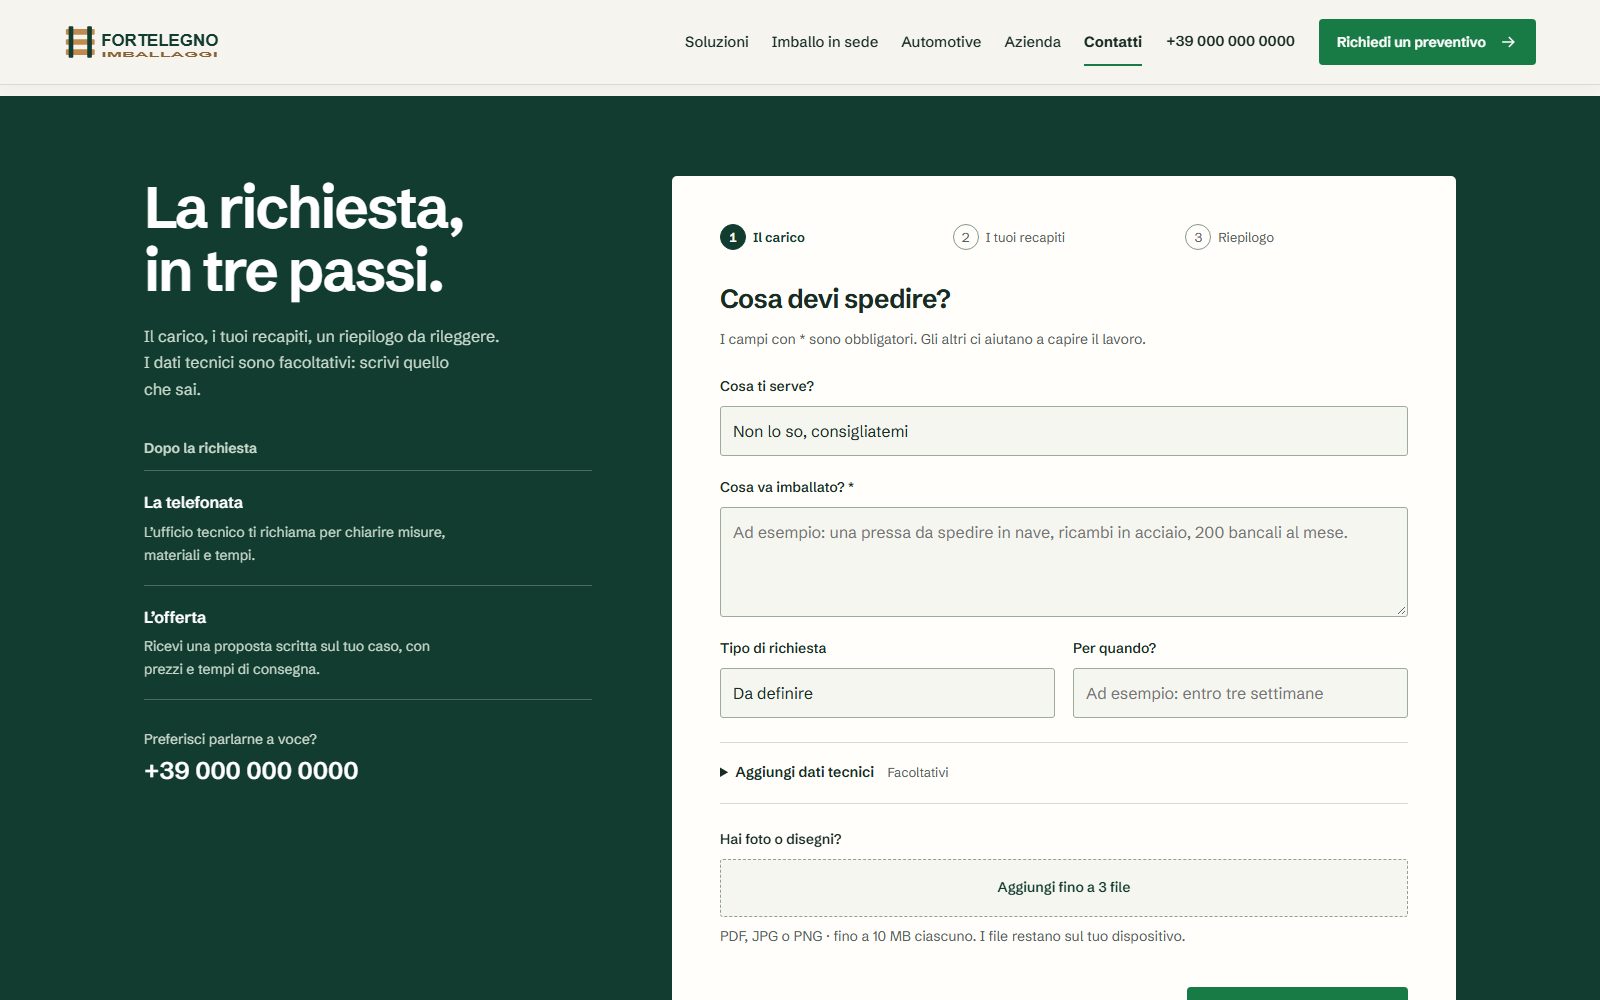 FORTELEGNO
IMBALLAGGI
Soluzioni
Imballo in sede
Automotive
Azienda
Contatti
+39 000 000 0000
Richiedi un preventivo →
La richiesta,
in tre passi.
Il carico, i tuoi recapiti, un riepilogo da rileggere.
I dati tecnici sono facoltativi: scrivi quello
che sai.
Dopo la richiesta
La telefonata
L’ufficio tecnico ti richiama per chiarire misure,
materiali e tempi.
L’offerta
Ricevi una proposta scritta sul tuo caso, con
prezzi e tempi di consegna.
Preferisci parlarne a voce?
+39 000 000 0000
1 Il carico
2 I tuoi recapiti
3 Riepilogo
Cosa devi spedire?
I campi con * sono obbligatori. Gli altri ci aiutano a capire il lavoro.
Cosa ti serve?
Non lo so, consigliatemi
Cosa va imballato? *
Ad esempio: una pressa da spedire in nave, ricambi in acciaio, 200 bancali al mese.
Tipo di richiesta
Da definire
Per quando?
Ad esempio: entro tre settimane
Aggiungi dati tecnici Facoltativi
Hai foto o disegni?
Aggiungi fino a 3 file
PDF, JPG o PNG · fino a 10 MB ciascuno. I file restano sul tuo dispositivo.